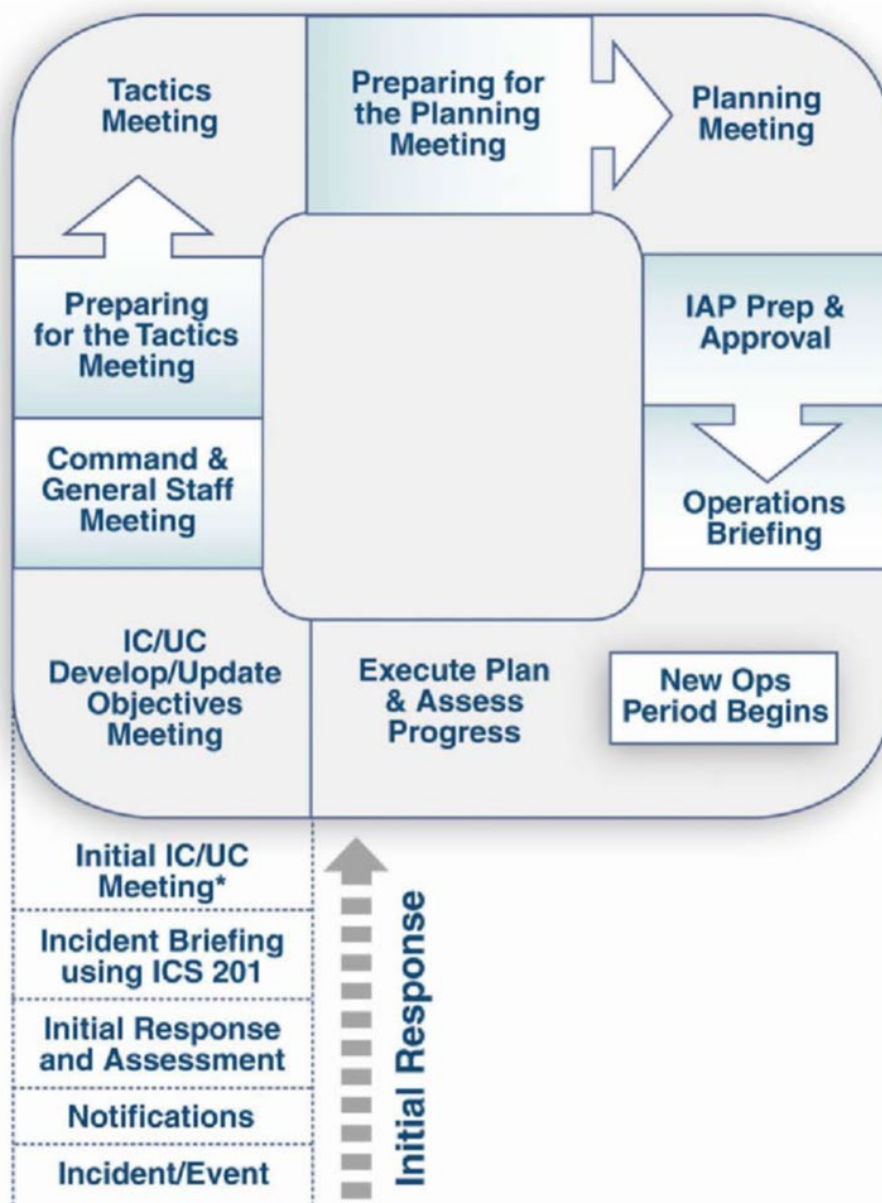 Tactics
Meeting
Preparing for
the Planning
Meeting
Planning
Meeting
Preparing
for the Tactics
Meeting
IAP Prep &
Approval
Command &
General Staff
Meeting
Operations
Briefing
IC/UC
Develop/Update
Objectives
Meeting
Execute Plan
& Assess
Progress
New Ops
Period Begins
Initial IC/UC
Meeting*
Incident Briefing
using ICS 201
Initial Response
and Assessment
Notifications
Incident/Event
Initial Response